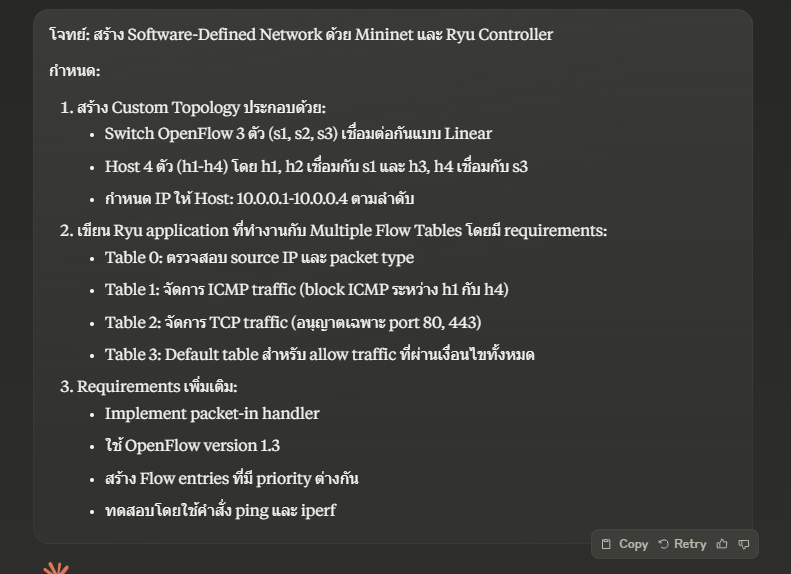 โจทย์: สร้าง Software-Defined Network ด้วย Mininet และ Ryu Controller
กำหนด:
1. สร้าง Custom Topology ประกอบด้วย:
• Switch OpenFlow 3 ตัว (s1, s2, s3) เชื่อมต่อกันแบบ Linear
• Host 4 ตัว (h1-h4) โดย h1, h2 เชื่อมกับ s1 และ h3, h4 เชื่อมกับ s3
• กำหนด IP ให้ Host: 10.0.0.1-10.0.0.4 ตามลำดับ
2. เขียน Ryu application ที่ทำงานกับ Multiple Flow Tables โดยมี requirements:
• Table 0: ตรวจสอบ source IP และ packet type
• Table 1: จัดการ ICMP traffic (block ICMP ระหว่าง h1 กับ h4)
• Table 2: จัดการ TCP traffic (อนุญาตเฉพาะ port 80, 443)
• Table 3: Default table สำหรับ allow traffic ที่ผ่านเงื่อนไขทั้งหมด
3. Requirements เพิ่มเติม:
• Implement packet-in handler
• ใช้ OpenFlow version 1.3
• สร้าง Flow entries ที่มี priority ต่างกัน
• ทดสอบโดยใช้คำสั่ง ping และ iperf
Copy Retry